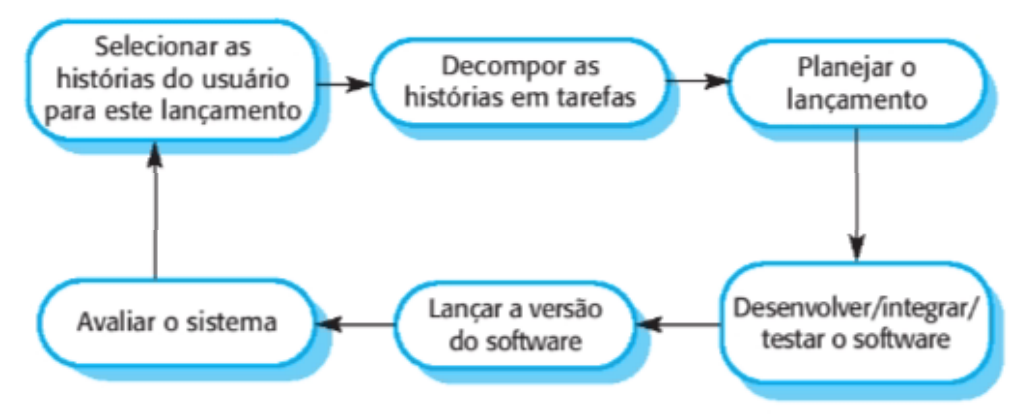 Selecionar as
histórias do usuário
para este lançamento
Decompor as
histórias em tarefas
Planejar o
lançamento
Desenvolver/integrar/
testar o software
Lançar a versão
do software
Avaliar o sistema